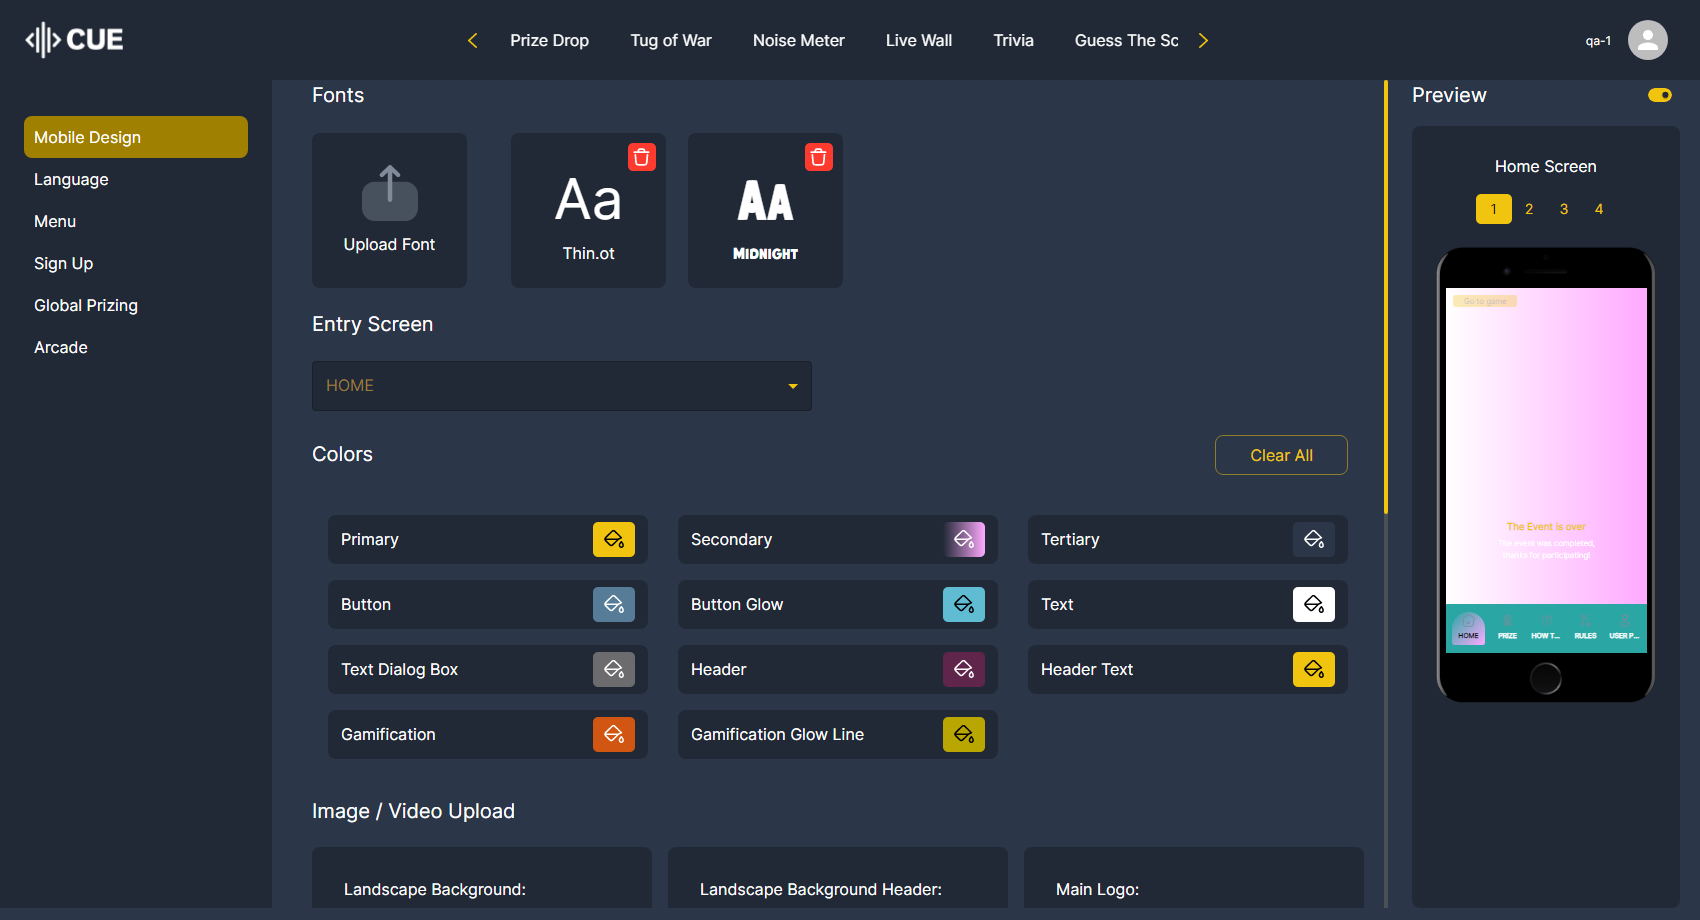 CUE
Prize Drop
Tug of War
Noise Meter
Live Wall
Trivia
Guess The Sc
qa-1
Mobile Design
Language
Menu
Sign Up
Global Prizing
Arcade
Fonts
Upload Font
Aa
Thin.ot
AA
MIDNIGHT
Entry Screen
HOME
Colors
Clear All
Primary
Secondary
Tertiary
Button
Button Glow
Text
Text Dialog Box
Header
Header Text
Gamification
Gamification Glow Line
Image / Video Upload
Landscape Background:
Landscape Background Header:
Main Logo:
Preview
Home Screen
1 2 3 4
Go to game
The Event is over
The event was completed,
thanks for participating!
HOME
PRIZE
HOW T...
RULES
USER P...